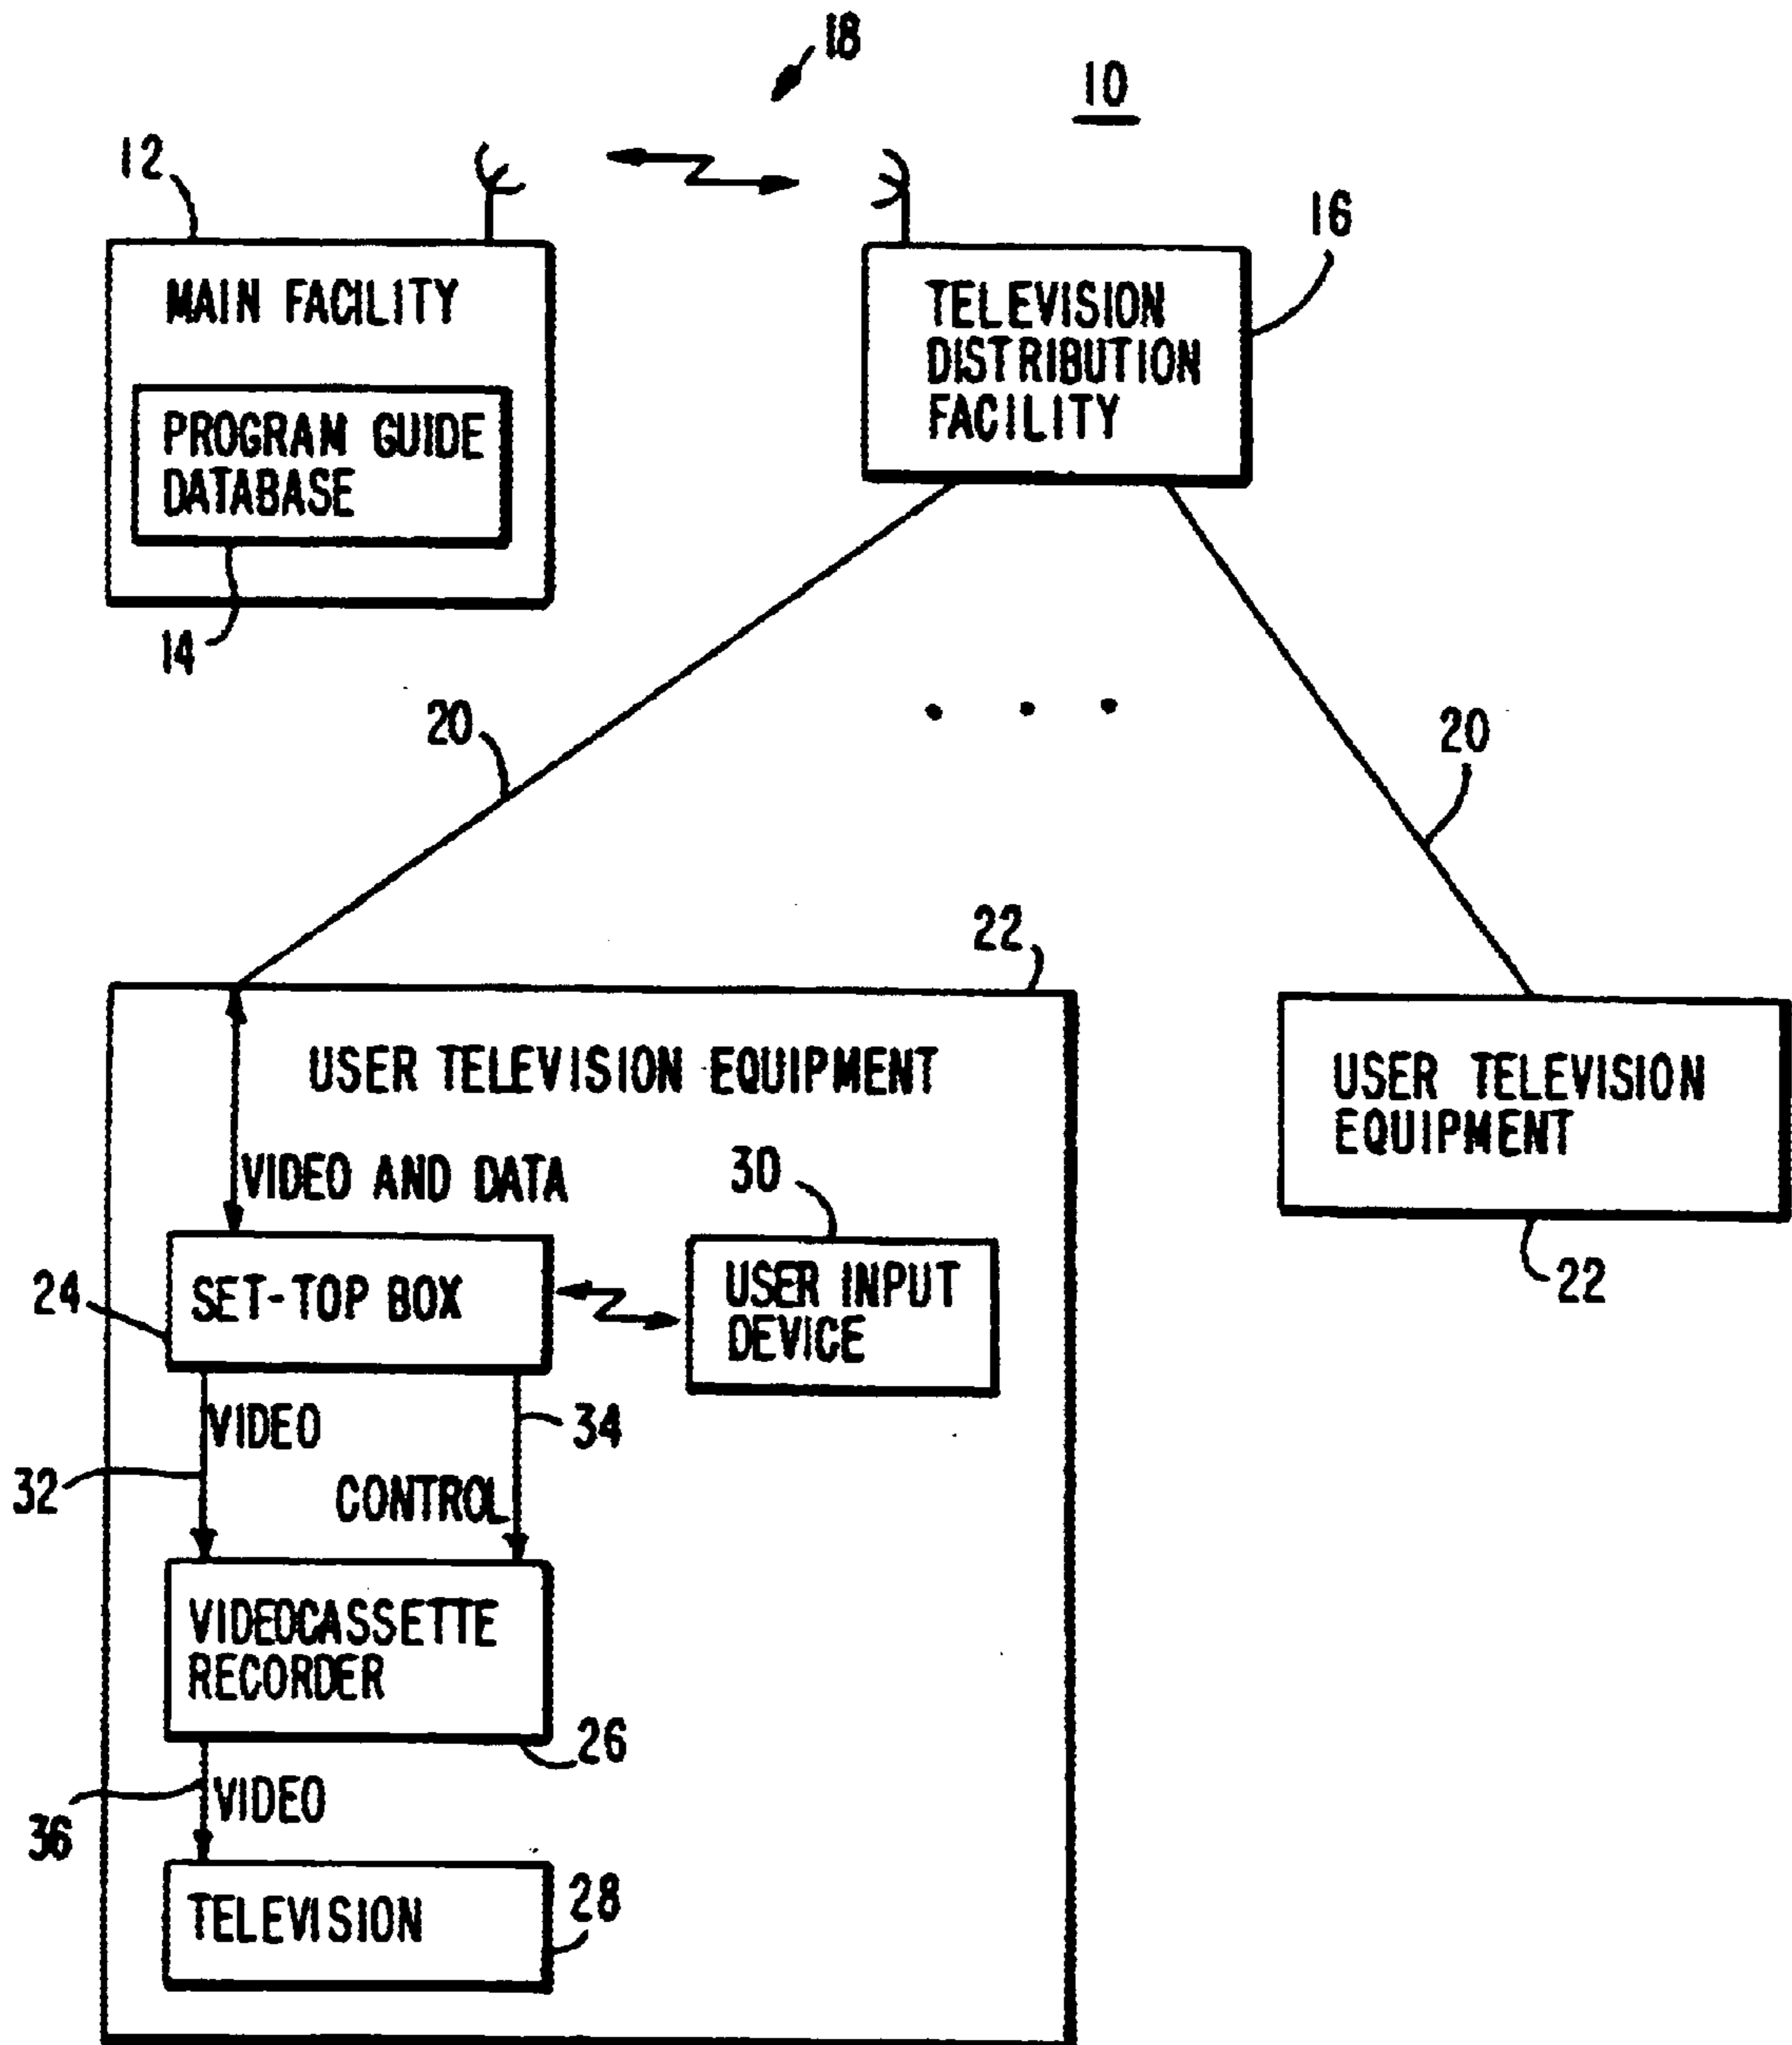 18
10
12
16
MAIN FACILITY
PROGRAM GUIDE
DATABASE
14
TELEVISION
DISTRIBUTION
FACILITY
20
20
22
USER TELEVISION EQUIPMENT
VIDEO AND DATA
30
24
SET-TOP BOX
USER INPUT
DEVICE
VIDEO
34
32
CONTROL
VIDEOCASSETTE
RECORDER
26
VIDEO
36
TELEVISION
28
USER TELEVISION
EQUIPMENT
22